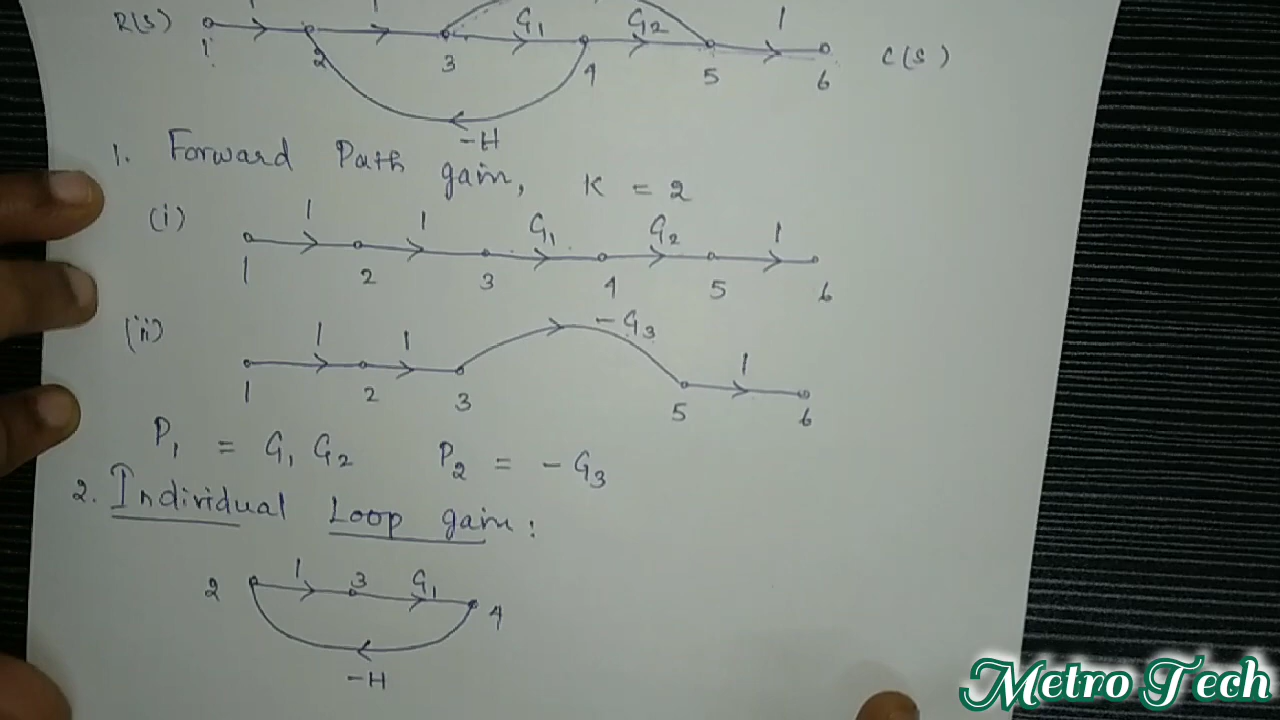 1 1 G1 G2 1
R(S) 1 2 3 4 5 6 C(S)
-H
1. Forward Path gain, K = 2
(i) 1 1 G1 G2 1
1 2 3 4 5 6
(ii) 1 1 -G3 1
1 2 3 5 6
P1 = G1 G2 P2 = -G3
2. Individual Loop gain:
2 1 3 G1 4
-H
Metro Tech